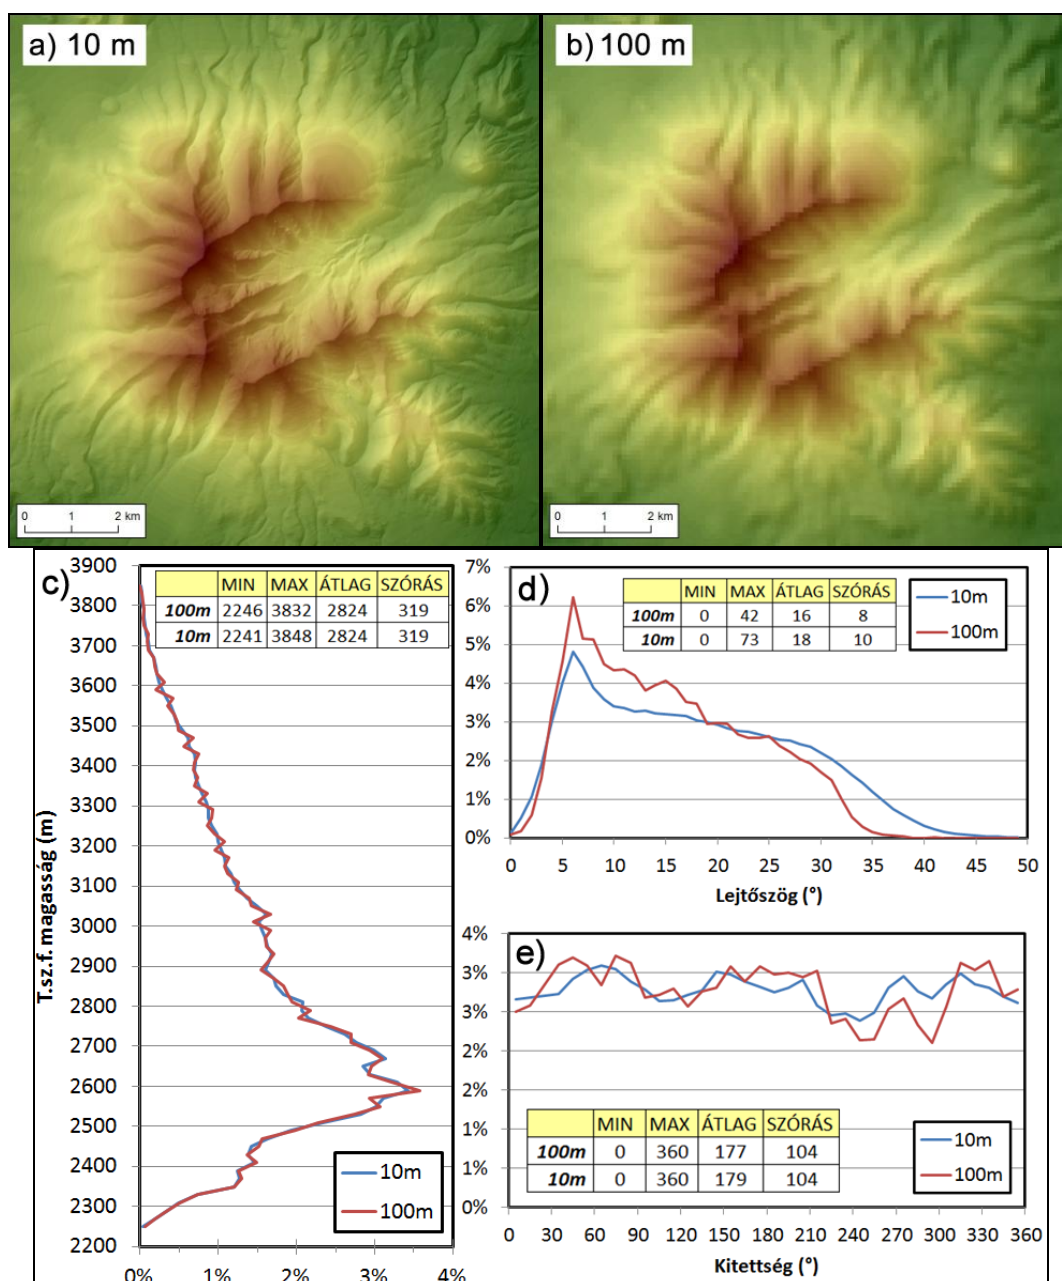 a) 10 m
b) 100 m
0 1 2 km
0 1 2 km
c)
MIN MAX ÁTLAG SZÓRÁS
100m 2246 3832 2824 319
10m 2241 3848 2824 319
3900
3800
3700
3600
3500
3400
3300
3200
3100
3000
2900
2800
2700
2600
2500
2400
2300
2200
T.sz.f. magasság (m)
10m
100m
0% 1% 2% 3% 4%
d)
MIN MAX ÁTLAG SZÓRÁS
100m 0 42 16 8
10m 0 73 18 10
10m
100m
7%
6%
5%
4%
3%
2%
1%
0%
0 5 10 15 20 25 30 35 40 45 50
Lejtőszög (°)
e)
4%
3%
3%
2%
2%
1%
1%
0%
MIN MAX ÁTLAG SZÓRÁS
100m 0 360 177 104
10m 0 360 179 104
10m
100m
0 30 60 90 120 150 180 210 240 270 300 330 360
Kitettség (°)